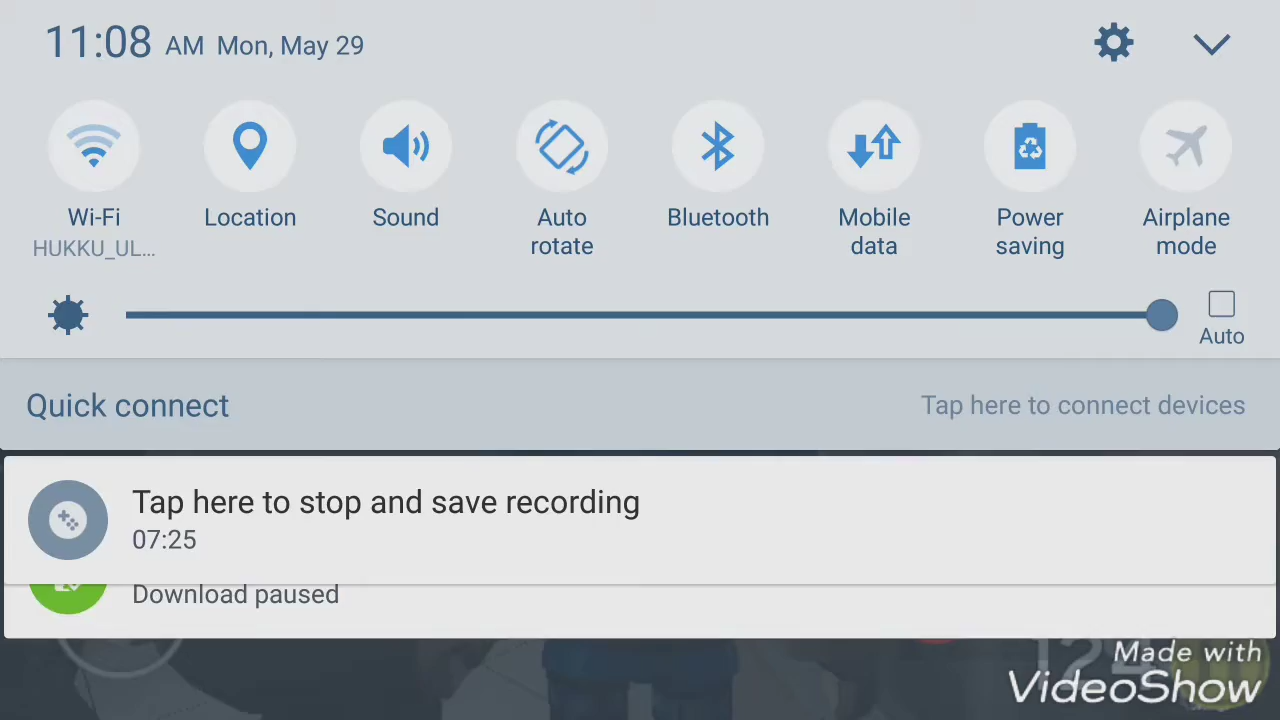 11:08 AM Mon, May 29
Wi-Fi
HUKKU_UL...
Location
Sound
Auto
rotate
Bluetooth
Mobile
data
Power
saving
Airplane
mode
Auto
Quick connect
Tap here to connect devices
Tap here to stop and save recording
07:25
Download paused
Made with
VideoShow